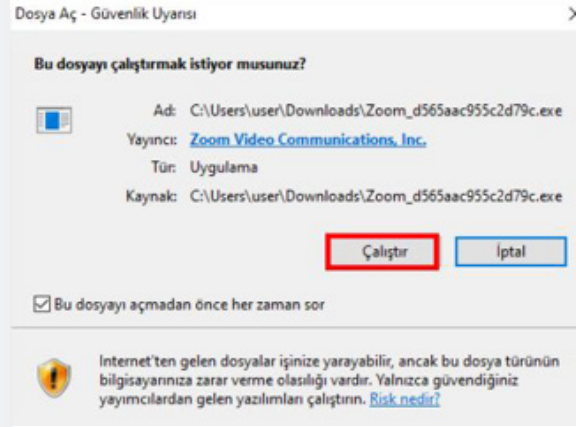 Dosya Aç - Güvenlik Uyarısı
Bu dosyayı çalıştırmak istiyor musunuz?
Ad: C:\Users\user\Downloads\Zoom_d565aac955c2d79c.exe
Yayıncı: Zoom Video Communications, Inc.
Tür: Uygulama
Kaynak: C:\Users\user\Downloads\Zoom_d565aac955c2d79c.exe
Çalıştır İptal
Bu dosyayı açmadan önce her zaman sor
Internet'ten gelen dosyalar işinize yarayabilir, ancak bu dosya türünün
bilgisayarınıza zarar verme olasılığı vardır. Yalnızca güvendiğiniz
yayımcılardan gelen yazılımları çalıştırın. Risk nedir?